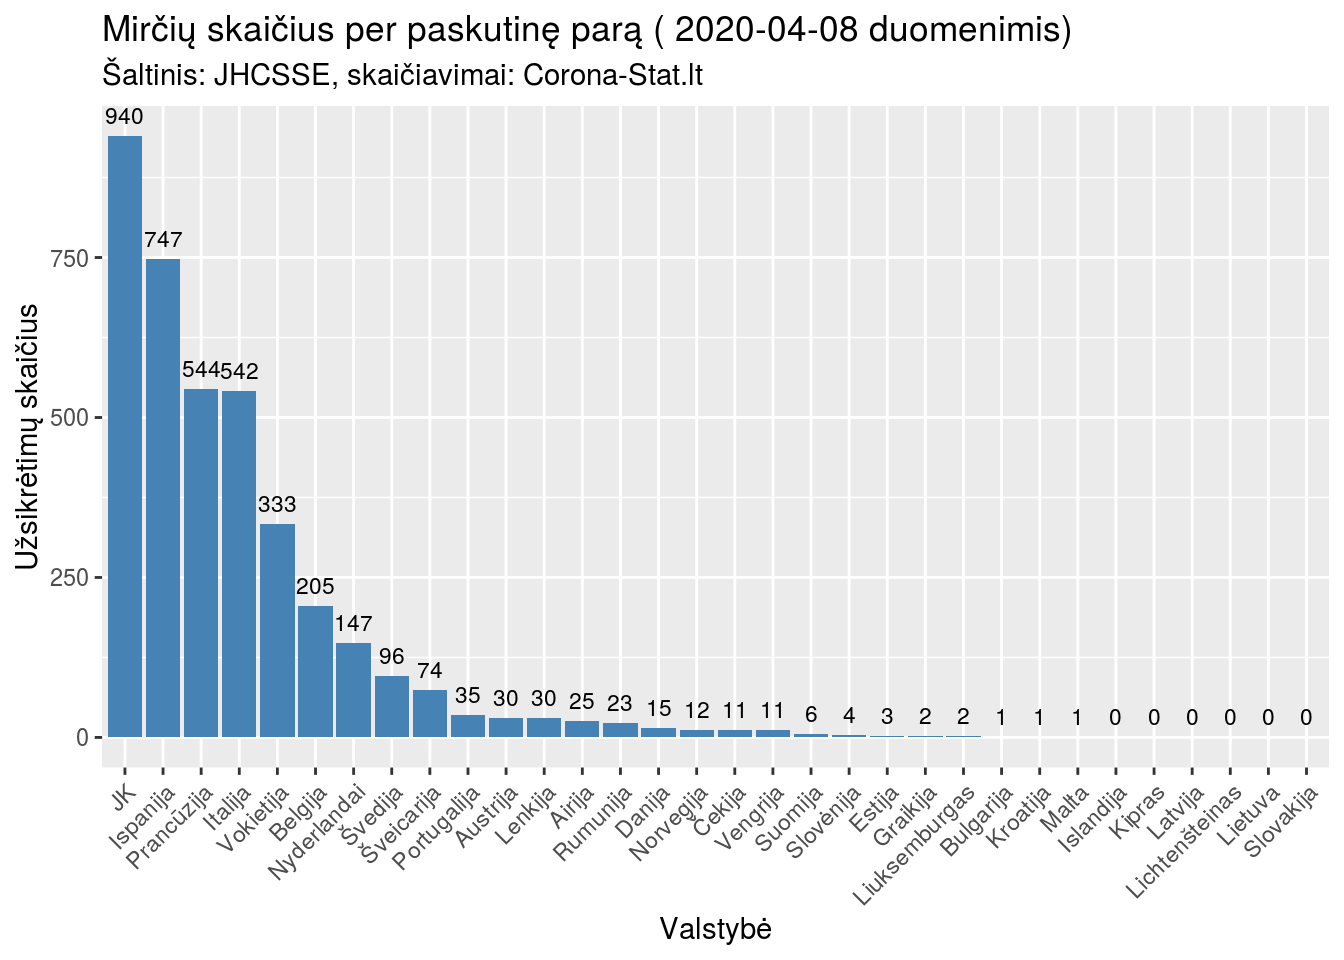 Mirčių skaičius per paskutinę parą ( 2020-04-08 duomenimis)
Šaltinis: JHCSSE, skaičiavimai: Corona-Stat.lt
940
747
544
542
333
205
147
96
74
35
30
30
25
23
15
12
11
11
6
4
3
2
2
1
1
1
0
0
0
0
0
0
750
500
250
0
Užsikrėtimų skaičius
JK
Ispanija
Prancūzija
Italija
Vokietija
Belgija
Nyderlandai
Švedija
Šveicarija
Portugalija
Austrija
Lenkija
Airija
Rumunija
Danija
Norvegija
Čekija
Vengrija
Suomija
Slovėnija
Estija
Graikija
Liuksemburgas
Bulgarija
Kroatija
Malta
Islandija
Kipras
Latvija
Lichtenšteinas
Lietuva
Slovakija
Valstybė